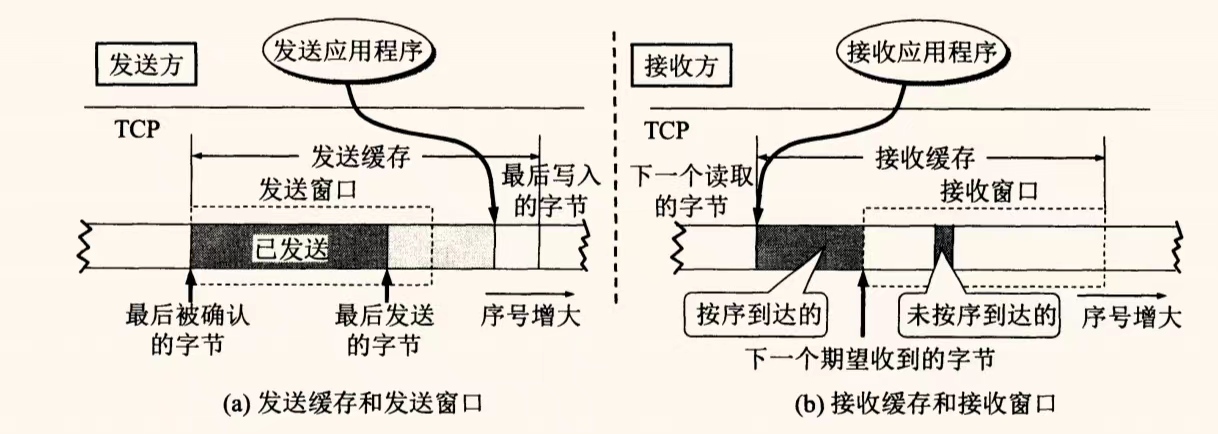 发送方
发送应用程序
TCP
发送缓存
发送窗口
最后写入
的字节
已发送
最后被确认
的字节
最后发送
的字节
序号增大
(a) 发送缓存和发送窗口
接收方
接收应用程序
TCP
接收缓存
下一个读取
的字节
接收窗口
按序到达的
未按序到达的
序号增大
下一个期望收到的字节
(b) 接收缓存和接收窗口